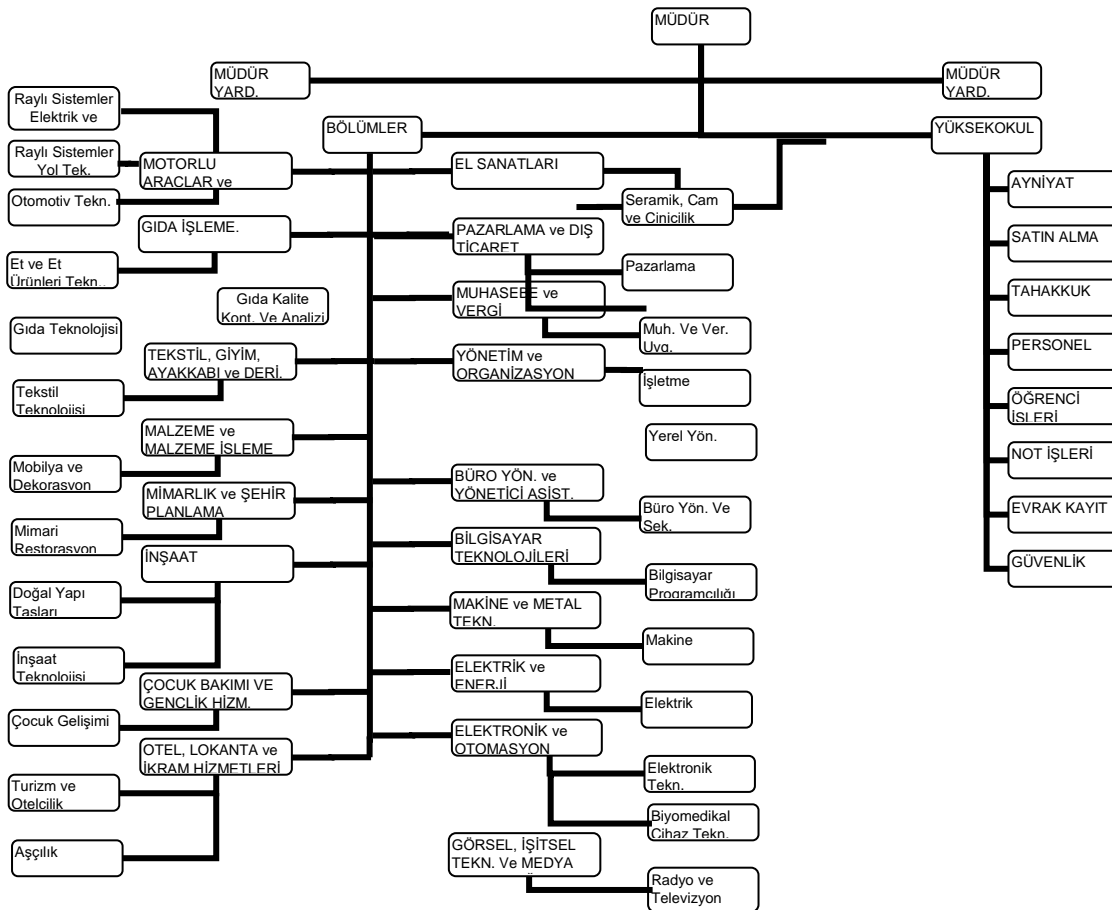 MÜDÜR
MÜDÜR
YARD.
MÜDÜR
YARD.
BÖLÜMLER
YÜKSEKOKUL
Raylı Sistemler
Elektrik ve
Raylı Sistemler
Yol Tek.
Otomotiv Tekn.
MOTORLU
ARAÇLAR ve
GIDA İŞLEME.
Et ve Et
Ürünleri Tekn..
Gıda Kalite
Kont. Ve Analizi
Gıda Teknolojisi
TEKSTİL, GİYİM,
AYAKKABI ve DERİ.
Tekstil
Teknolojisi
MALZEME ve
MALZEME İŞLEME
Mobilya ve
Dekorasyon
MİMARLIK ve ŞEHİR
PLANLAMA
Mimari
Restorasyon
İNŞAAT
Doğal Yapı
Taşları
İnşaat
Teknolojisi
ÇOCUK BAKIMI VE
GENÇLİK HİZM.
Çocuk Gelişimi
OTEL, LOKANTA ve
İKRAM HİZMETLERİ
Turizm ve
Otelcilik
Aşçılık
EL SANATLARI
Seramik, Cam
ve Çinicilik
PAZARLAMA ve DIŞ
TİCARET
Pazarlama
MUHASEBE ve
VERGİ
Muh. Ve Ver.
Uyg.
YÖNETİM ve
ORGANİZASYON
İşletme
Yerel Yön.
BÜRO YÖN. ve
YÖNETİCİ ASİST.
Büro Yön. Ve
Sek.
BİLGİSAYAR
TEKNOLOJİLERİ
Bilgisayar
Programcılığı
MAKİNE ve METAL
TEKN.
Makine
ELEKTRİK ve
ENERJİ
Elektrik
ELEKTRONİK ve
OTOMASYON
Elektronik
Tekn.
Biyomedikal
Cihaz Tekn.
GÖRSEL, İŞİTSEL
TEKN. Ve MEDYA
Radyo ve
Televizyon
AYNİYAT
SATIN ALMA
TAHAKKUK
PERSONEL
ÖĞRENCİ
İŞLERİ
NOT İŞLERİ
EVRAK KAYIT
GÜVENLİK